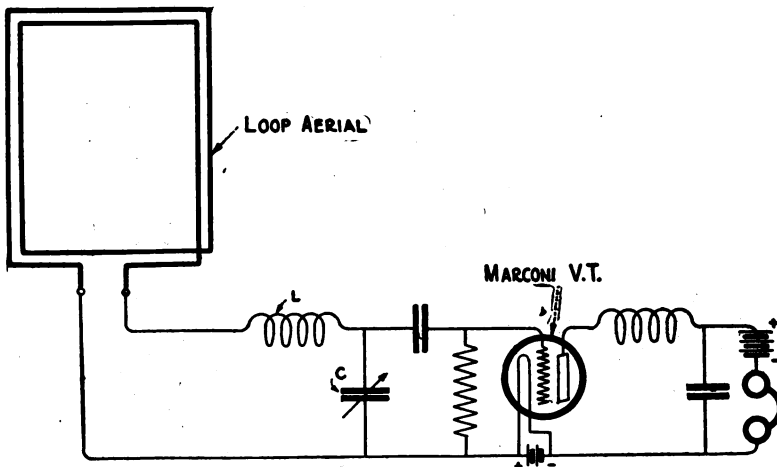 LOOP AERIAL
MARCONI V.T.
L
C
+
-
+ -